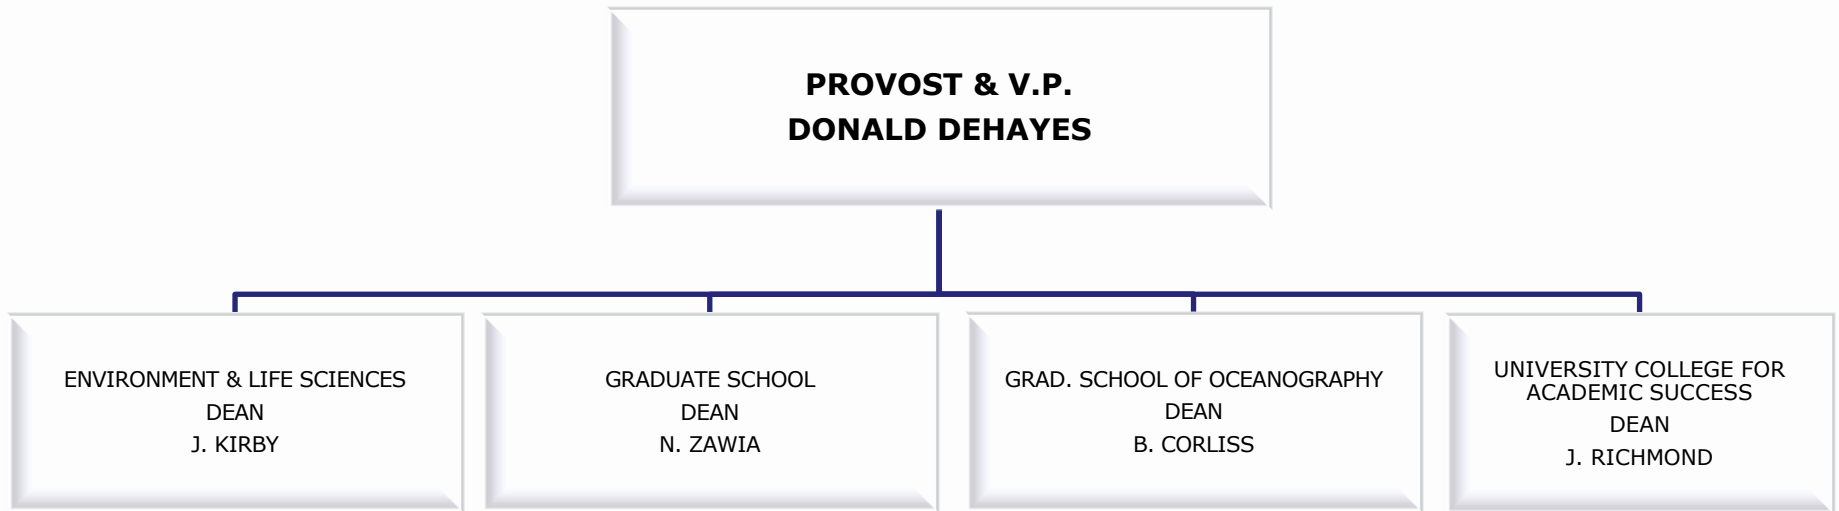 PROVOST & V.P.
DONALD DEHAYES
ENVIRONMENT & LIFE SCIENCES
DEAN
J. KIRBY
GRADUATE SCHOOL
DEAN
N. ZAWIA
GRAD. SCHOOL OF OCEANOGRAPHY
DEAN
B. CORLISS
UNIVERSITY COLLEGE FOR
ACADEMIC SUCCESS
DEAN
J. RICHMOND